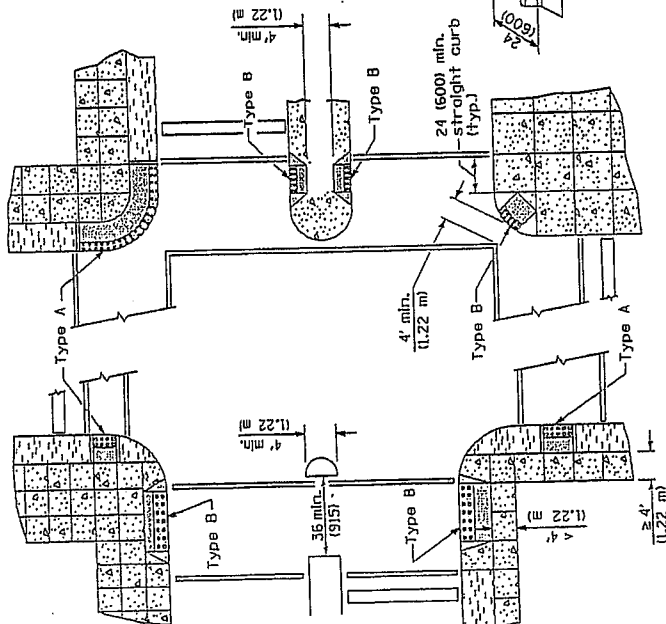 4' min.
(1.22 m)
24
(600)
Type B
Type B
24 (600) min.
straight curb
(typ.)
Type A
4' min.
(1.22 m)
Type B
Type A
4' min.
(1.22 m)
36 min.
(915)
Type B
Type B
< 4'
(1.22 m)
≥ 4'
(1.22 m)